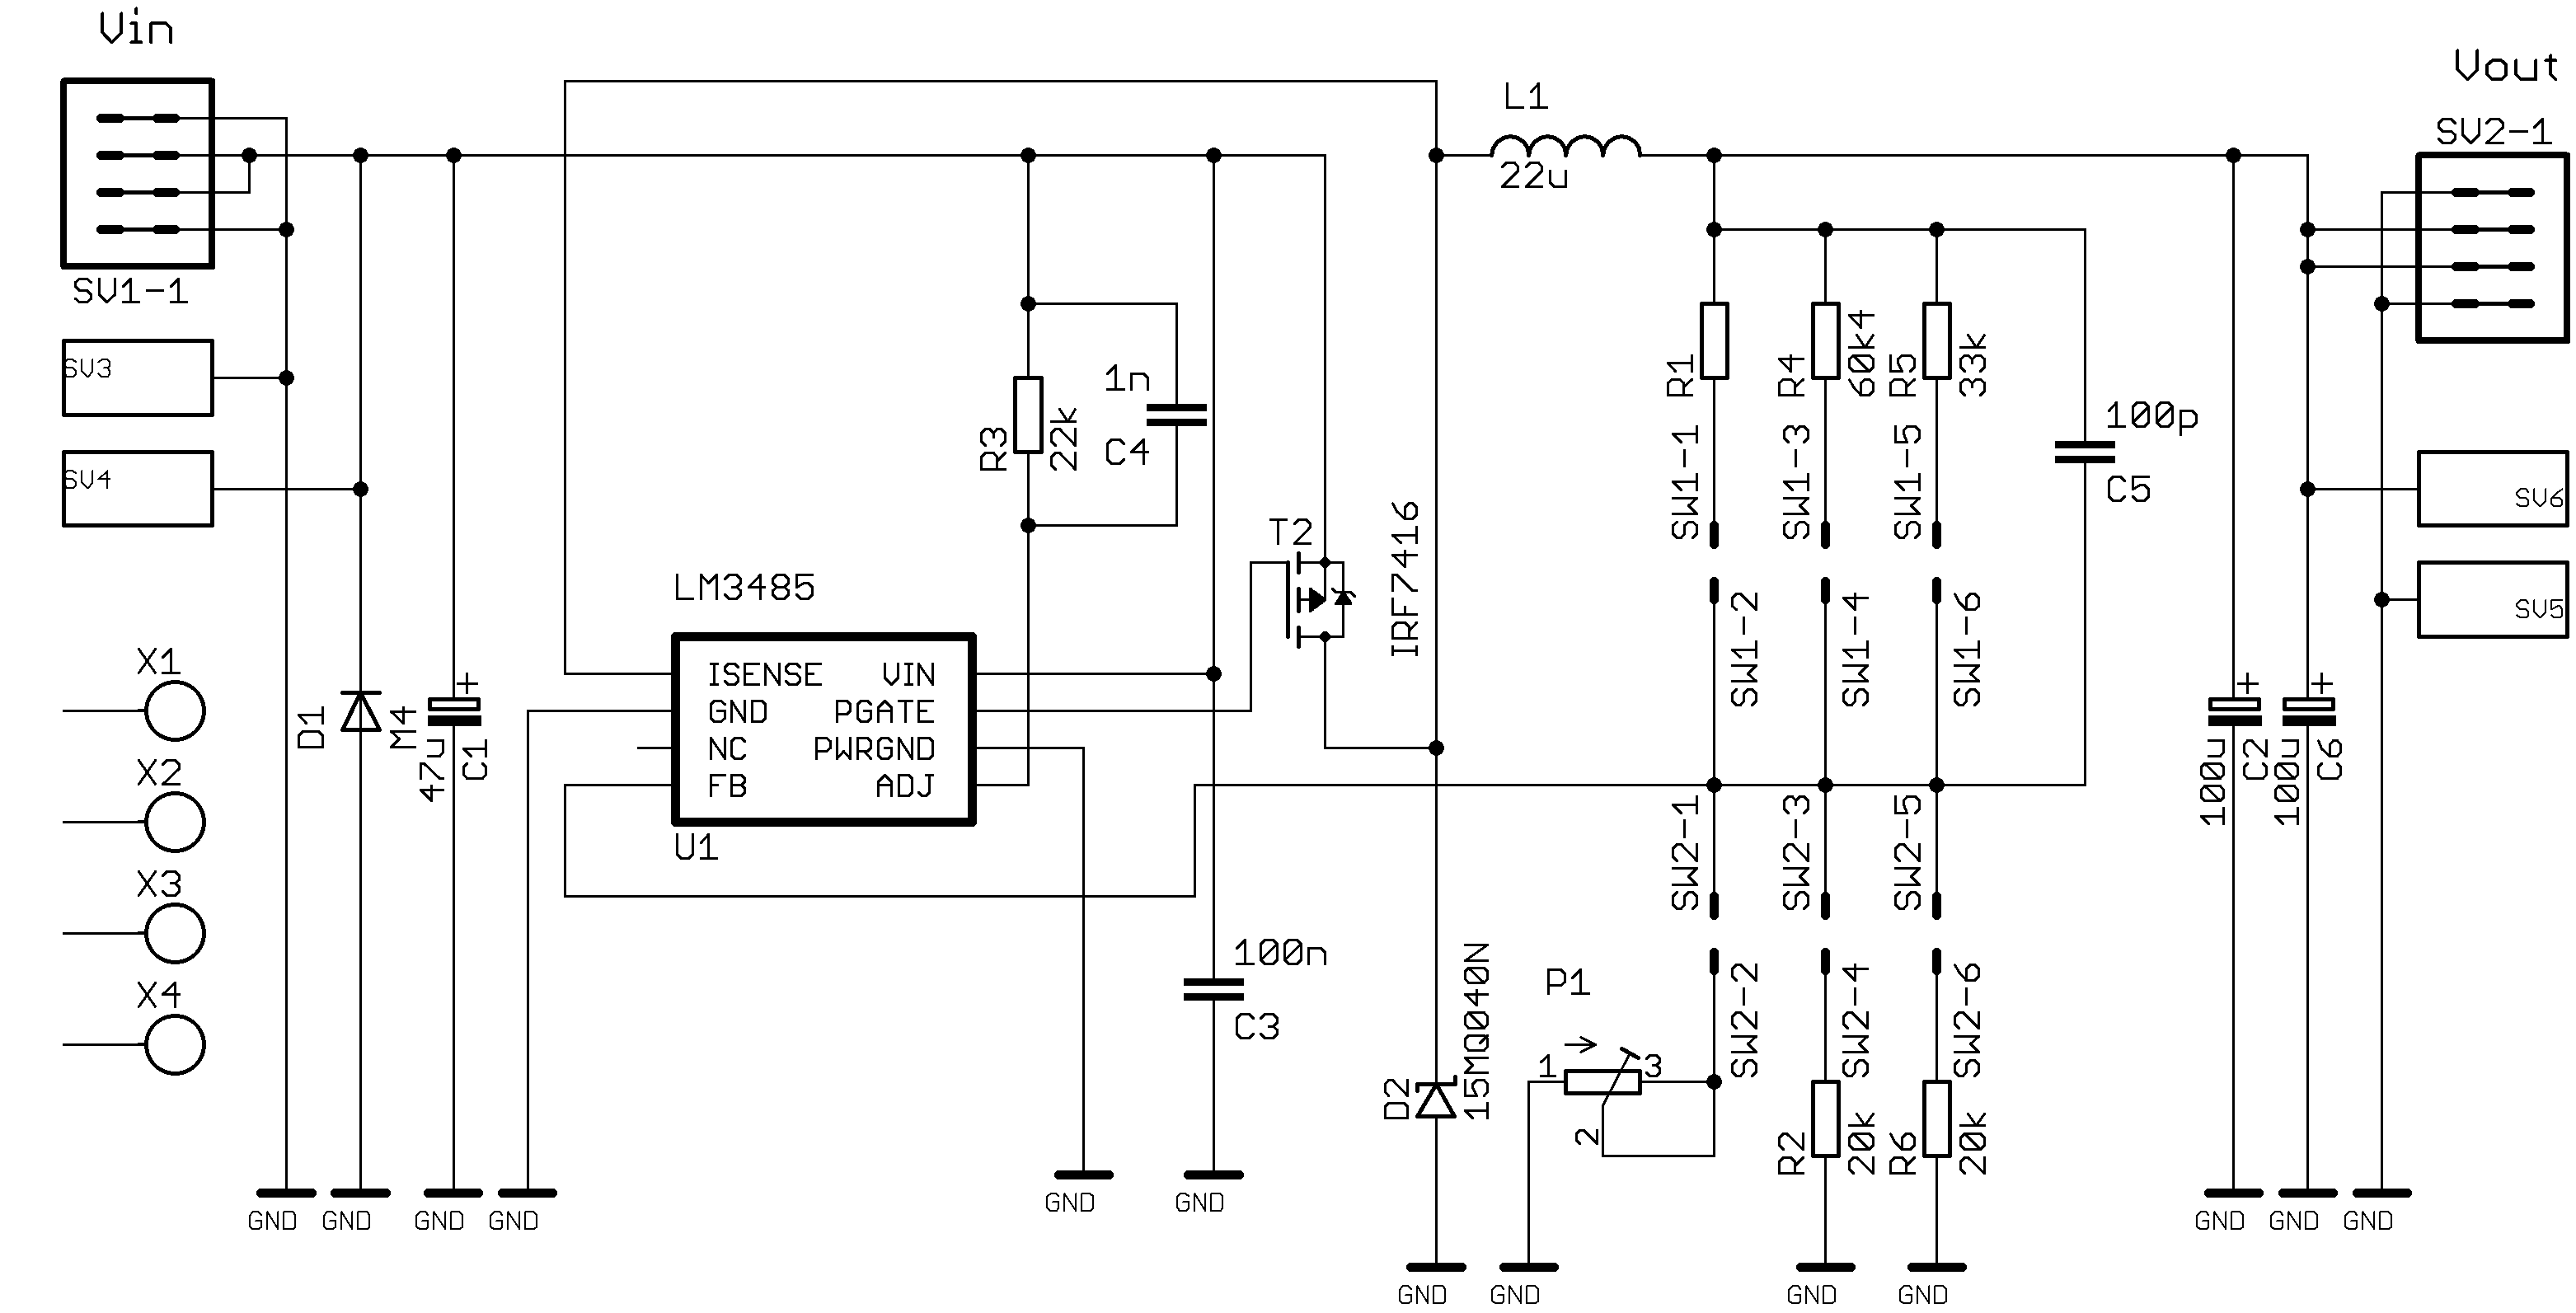 Vin
Vout
L1
22u
SV2-1
SV1-1
SV3
SV4
R3
22k
1n
C4
R1
R4
60k4
R5
33k
SW1-1
SW1-3
SW1-5
100p
C5
SV6
SV5
T2
IRF7416
LM3485
ISENSE VIN
GND PGATE
NC PWRGND
FB ADJ
U1
SW1-2
SW1-4
SW1-6
X1
X2
X3
X4
D1
M4
+
47u
C1
+
100u
C2
+
100u
C6
SW2-1
SW2-3
SW2-5
100n
C3
D2
15MQ040N
P1
1
3
2
SW2-2
SW2-4
SW2-6
R2
20k
R6
20k
GND
GND
GND
GND
GND
GND
GND
GND
GND
GND
GND
GND
GND